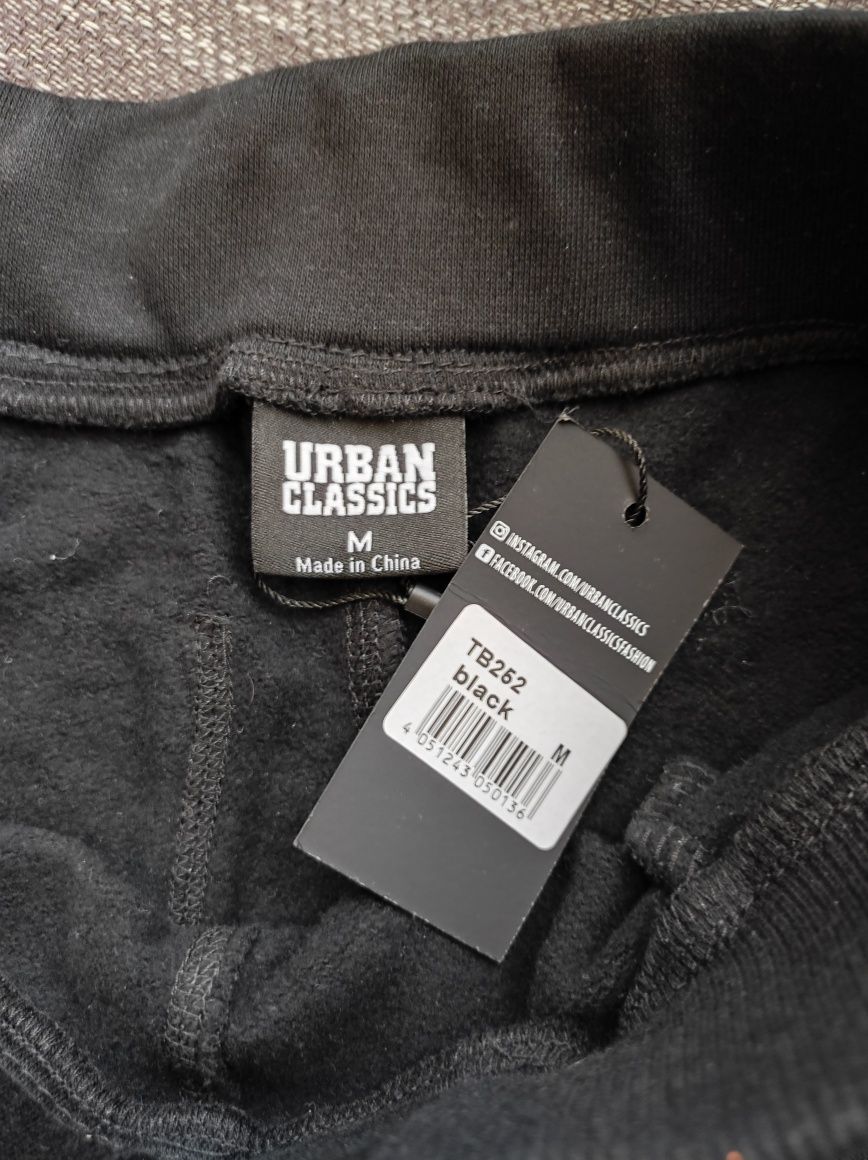 URBAN
CLASSICS
M
Made in China
INSTAGRAM.COM/URBANCLASSICS
FACEBOOK.COM/URBANCLASSICSFASHION
TB252
black
M
4 051243 050136